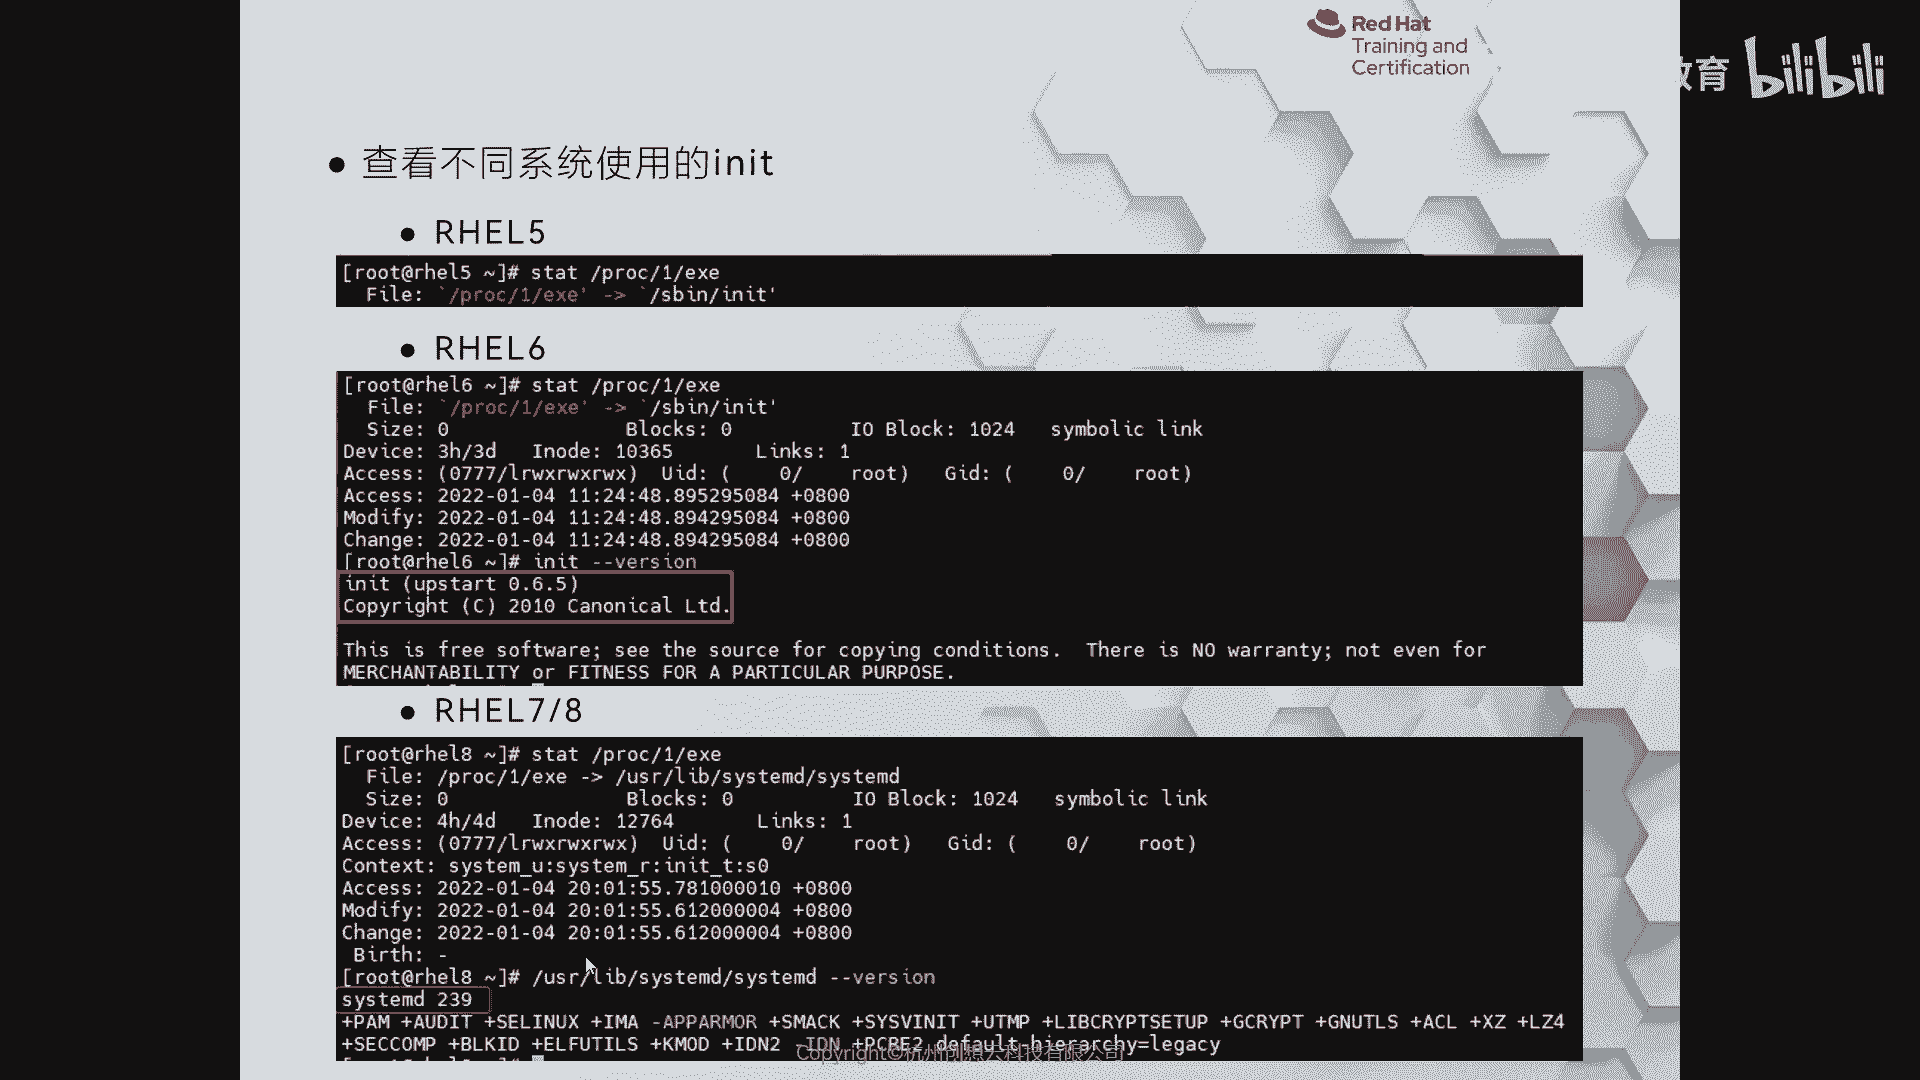 Red Hat
Training and
Certification
育 bilibili
● 查看不同系统使用的init
● RHEL5
[root@rhel5 ~]# stat /proc/1/exe
File: `/proc/1/exe' -> `/sbin/init'
● RHEL6
[root@rhel6 ~]# stat /proc/1/exe
File: `/proc/1/exe' -> `/sbin/init'
Size: 0 Blocks: 0 IO Block: 1024 symbolic link
Device: 3h/3d Inode: 10365 Links: 1
Access: (0777/lrwxrwxrwx) Uid: ( 0/ root) Gid: ( 0/ root)
Access: 2022-01-04 11:24:48.895295084 +0800
Modify: 2022-01-04 11:24:48.894295084 +0800
Change: 2022-01-04 11:24:48.894295084 +0800
[root@rhel6 ~]# init --version
init (upstart 0.6.5)
Copyright (C) 2010 Canonical Ltd.
This is free software; see the source for copying conditions. There is NO warranty; not even for
MERCHANTABILITY or FITNESS FOR A PARTICULAR PURPOSE.
● RHEL7/8
[root@rhel8 ~]# stat /proc/1/exe
File: /proc/1/exe -> /usr/lib/systemd/systemd
Size: 0 Blocks: 0 IO Block: 1024 symbolic link
Device: 4h/4d Inode: 12764 Links: 1
Access: (0777/lrwxrwxrwx) Uid: ( 0/ root) Gid: ( 0/ root)
Context: system_u:system_r:init_t:s0
Access: 2022-01-04 20:01:55.781000010 +0800
Modify: 2022-01-04 20:01:55.612000004 +0800
Change: 2022-01-04 20:01:55.612000004 +0800
Birth: -
[root@rhel8 ~]# /usr/lib/systemd/systemd --version
systemd 239
+PAM +AUDIT +SELINUX +IMA -APPARMOR +SMACK +SYSVINIT +UTMP +LIBCRYPTSETUP +GCRYPT +GNUTLS +ACL +XZ +LZ4
+SECCOMP +BLKID +ELFUTILS +KMOD +IDN2 -IDN +PCRE2 default-hierarchy=legacy
Copyright©杭州创想云科技有限公司